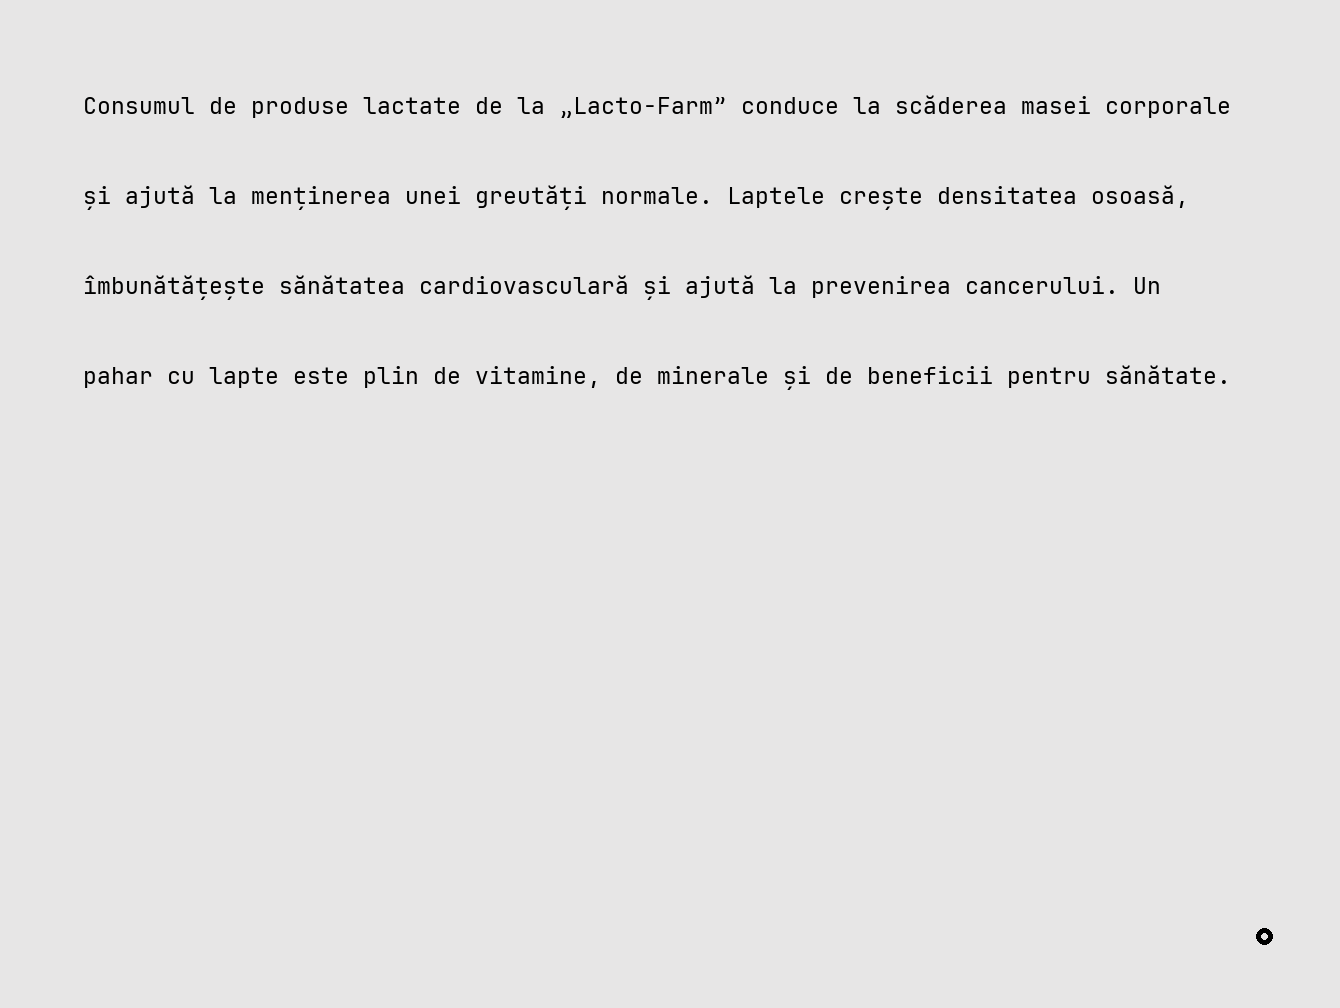 Consumul de produse lactate de la „Lacto-Farm” conduce la scăderea masei corporale
și ajută la menținerea unei greutăți normale. Laptele crește densitatea osoasă,
îmbunătățește sănătatea cardiovasculară și ajută la prevenirea cancerului. Un
pahar cu lapte este plin de vitamine, de minerale și de beneficii pentru sănătate.